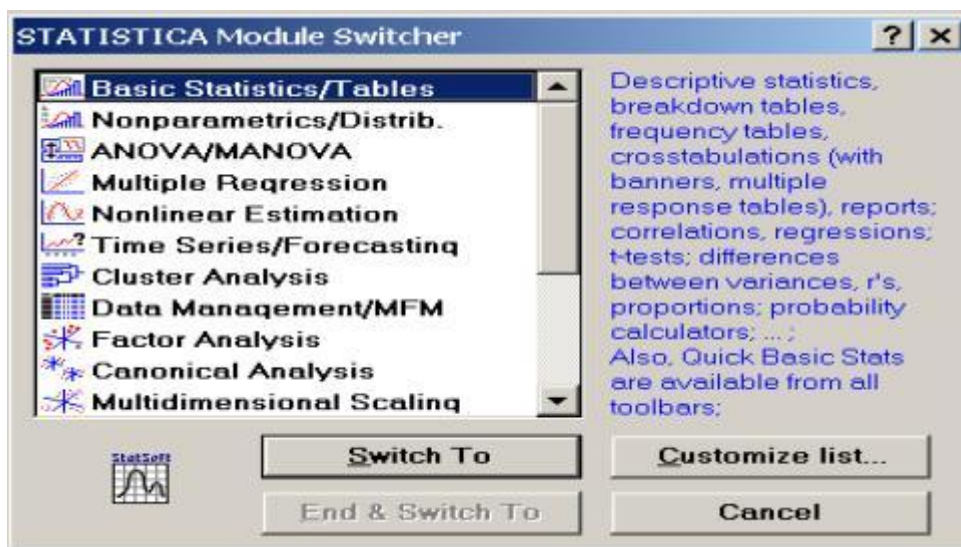 STATISTICA Module Switcher
Basic Statistics/Tables
Nonparametrics/Distrib.
ANOVA/MANOVA
Multiple Regression
Nonlinear Estimation
Time Series/Forecasting
Cluster Analysis
Data Management/MFM
Factor Analysis
Canonical Analysis
Multidimensional Scaling
Descriptive statistics,
breakdown tables,
frequency tables,
crosstabulations (with
banners, multiple
response tables), reports;
correlations, regressions;
t-tests; differences
between variances, r's,
proportions; probability
calculators; ... ;
Also, Quick Basic Stats
are available from all
toolbars;
StatSoft
Switch To
Customize list...
End & Switch To
Cancel